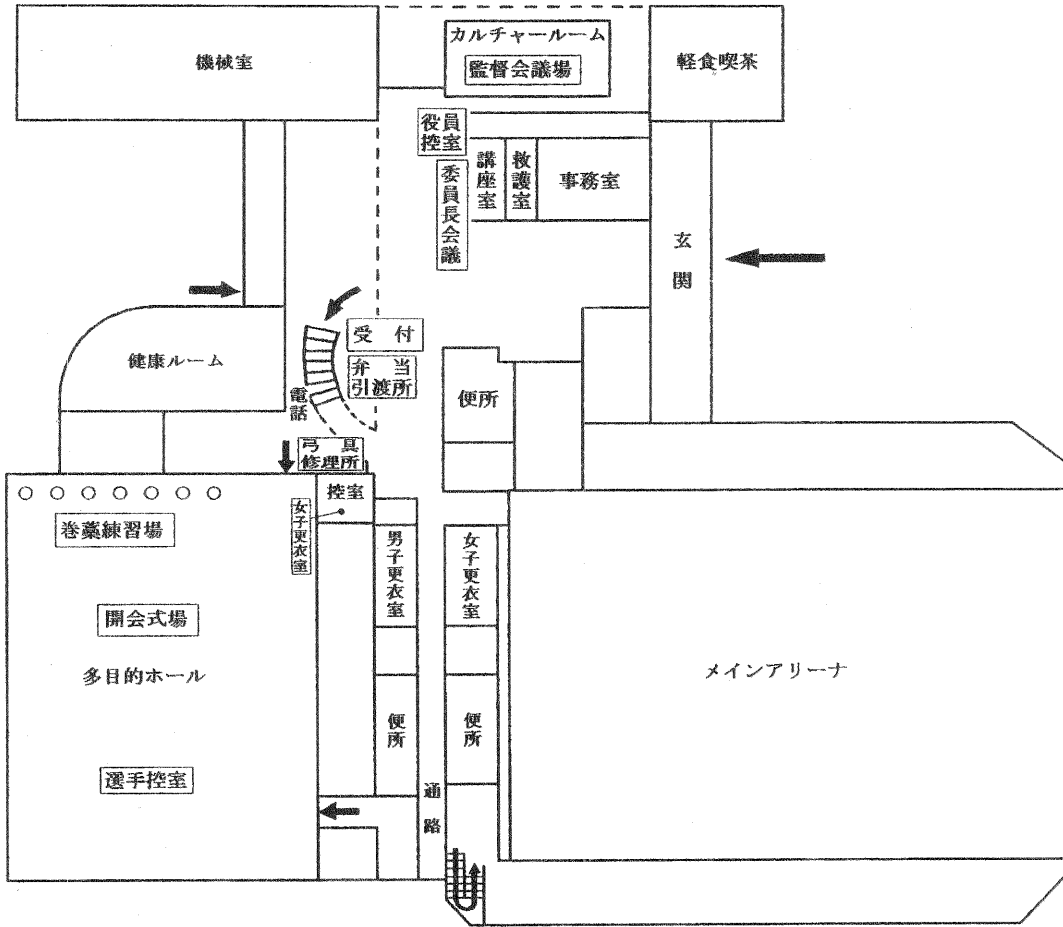 機械室
カルチャールーム
監督会議場
軽食喫茶
役員
控室
委員長会議
講座室
救護室
事務室
玄関
健康ルーム
受付
弁当
引渡所
電話
便所
弓具
修理所
控室
女子更衣室
巻藁練習場
男子更衣室
女子更衣室
開会式場
多目的ホール
メインアリーナ
便所
便所
選手控室
通路